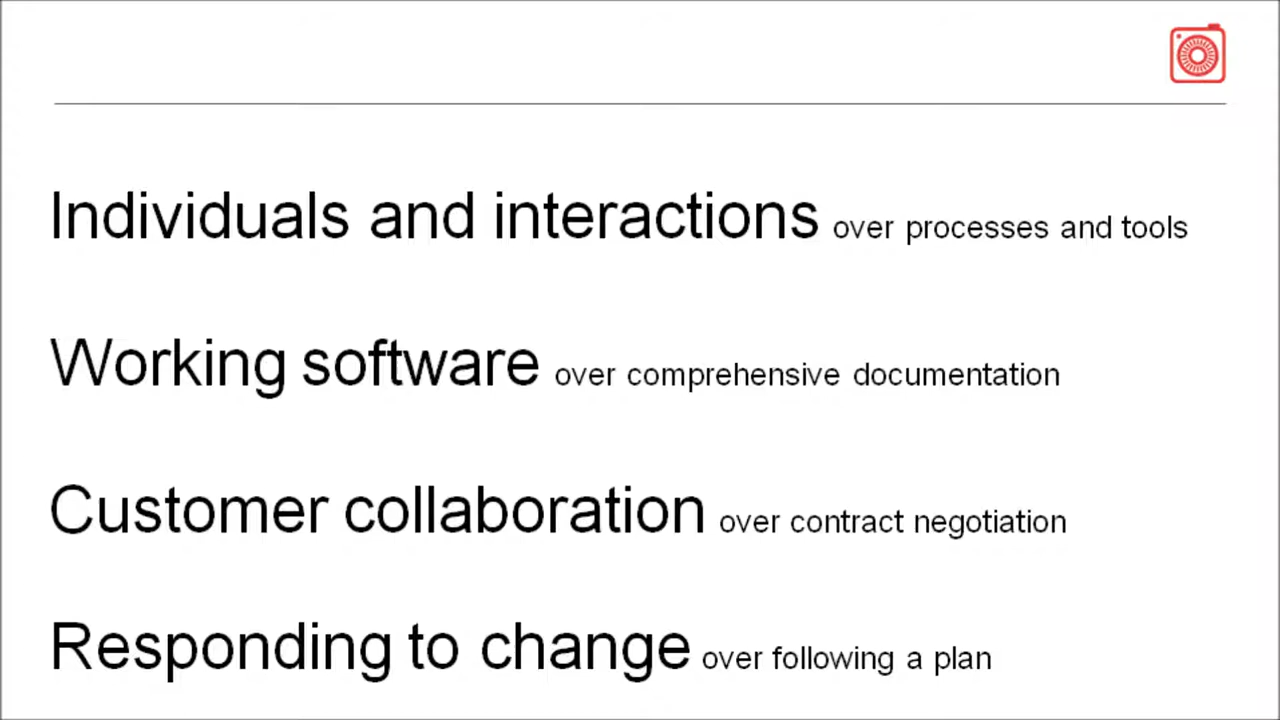 Individuals and interactions over processes and tools
Working software over comprehensive documentation
Customer collaboration over contract negotiation
Responding to change over following a plan